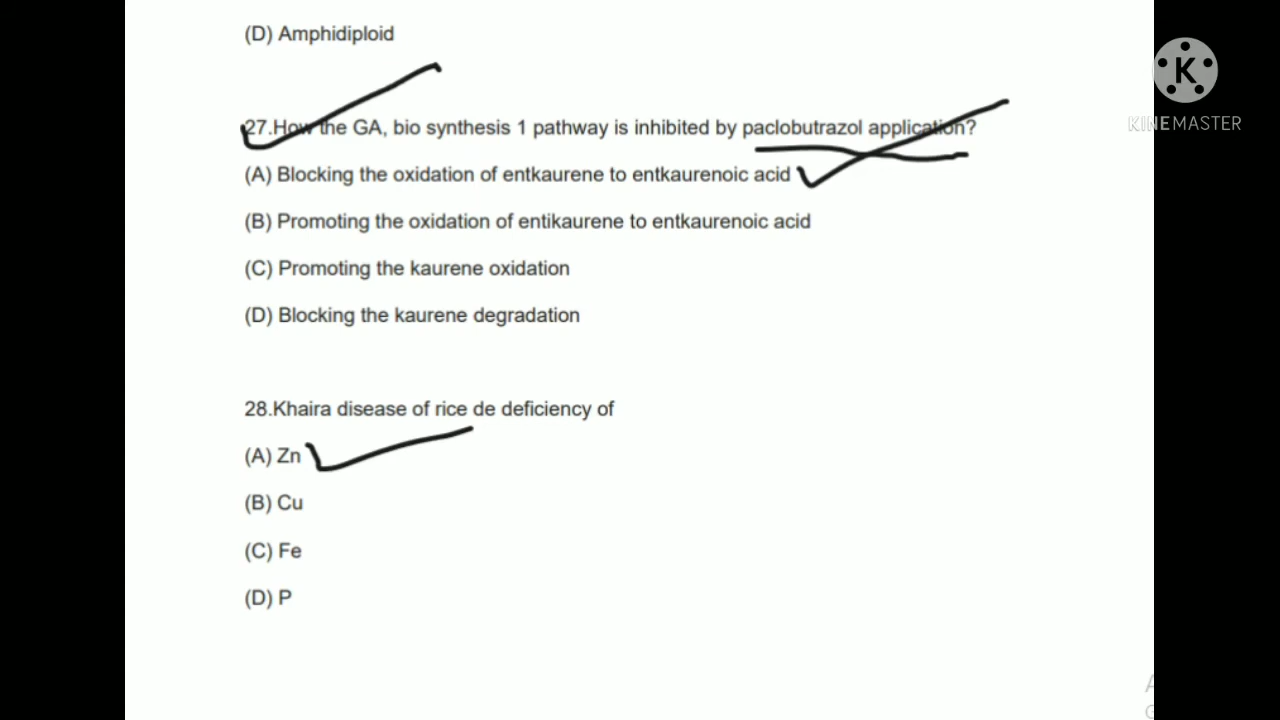 (D) Amphidiploid
K
KINEMASTER
27.How the GA, bio synthesis 1 pathway is inhibited by paclobutrazol application?
(A) Blocking the oxidation of entkaurene to entkaurenoic acid
(B) Promoting the oxidation of entikaurene to entkaurenoic acid
(C) Promoting the kaurene oxidation
(D) Blocking the kaurene degradation
28.Khaira disease of rice de deficiency of
(A) Zn
(B) Cu
(C) Fe
(D) P